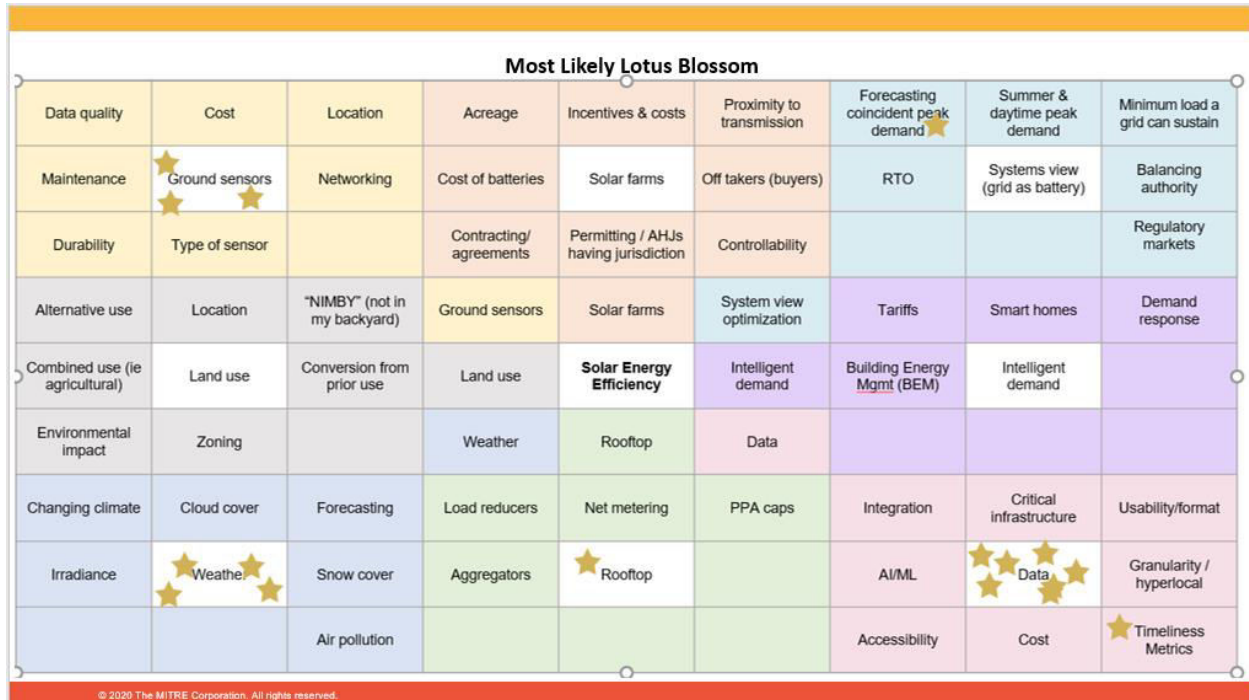 Most Likely Lotus Blossom
Data quality
Cost
Location
Acreage
Incentives & costs
Proximity to
transmission
Forecasting
coincident peak
demand
Summer &
daytime peak
demand
Minimum load a
grid can sustain
Maintenance
Ground sensors
Networking
Cost of batteries
Solar farms
Off takers (buyers)
RTO
Systems view
(grid as battery)
Balancing
authority
Durability
Type of sensor
Contracting/
agreements
Permitting / AHJs
having jurisdiction
Controllability
Regulatory
markets
Alternative use
Location
“NIMBY” (not in
my backyard)
Ground sensors
Solar farms
System view
optimization
Tariffs
Smart homes
Demand
response
Combined use (ie
agricultural)
Land use
Conversion from
prior use
Land use
Solar Energy
Efficiency
Intelligent
demand
Building Energy
Mgmt (BEM)
Intelligent
demand
Environmental
impact
Zoning
Weather
Rooftop
Data
Changing climate
Cloud cover
Forecasting
Load reducers
Net metering
PPA caps
Integration
Critical
infrastructure
Usability/format
Irradiance
Weather
Snow cover
Aggregators
Rooftop
AI/ML
Data
Granularity /
hyperlocal
Air pollution
Accessibility
Cost
Timeliness
Metrics
© 2020 The MITRE Corporation. All rights reserved.